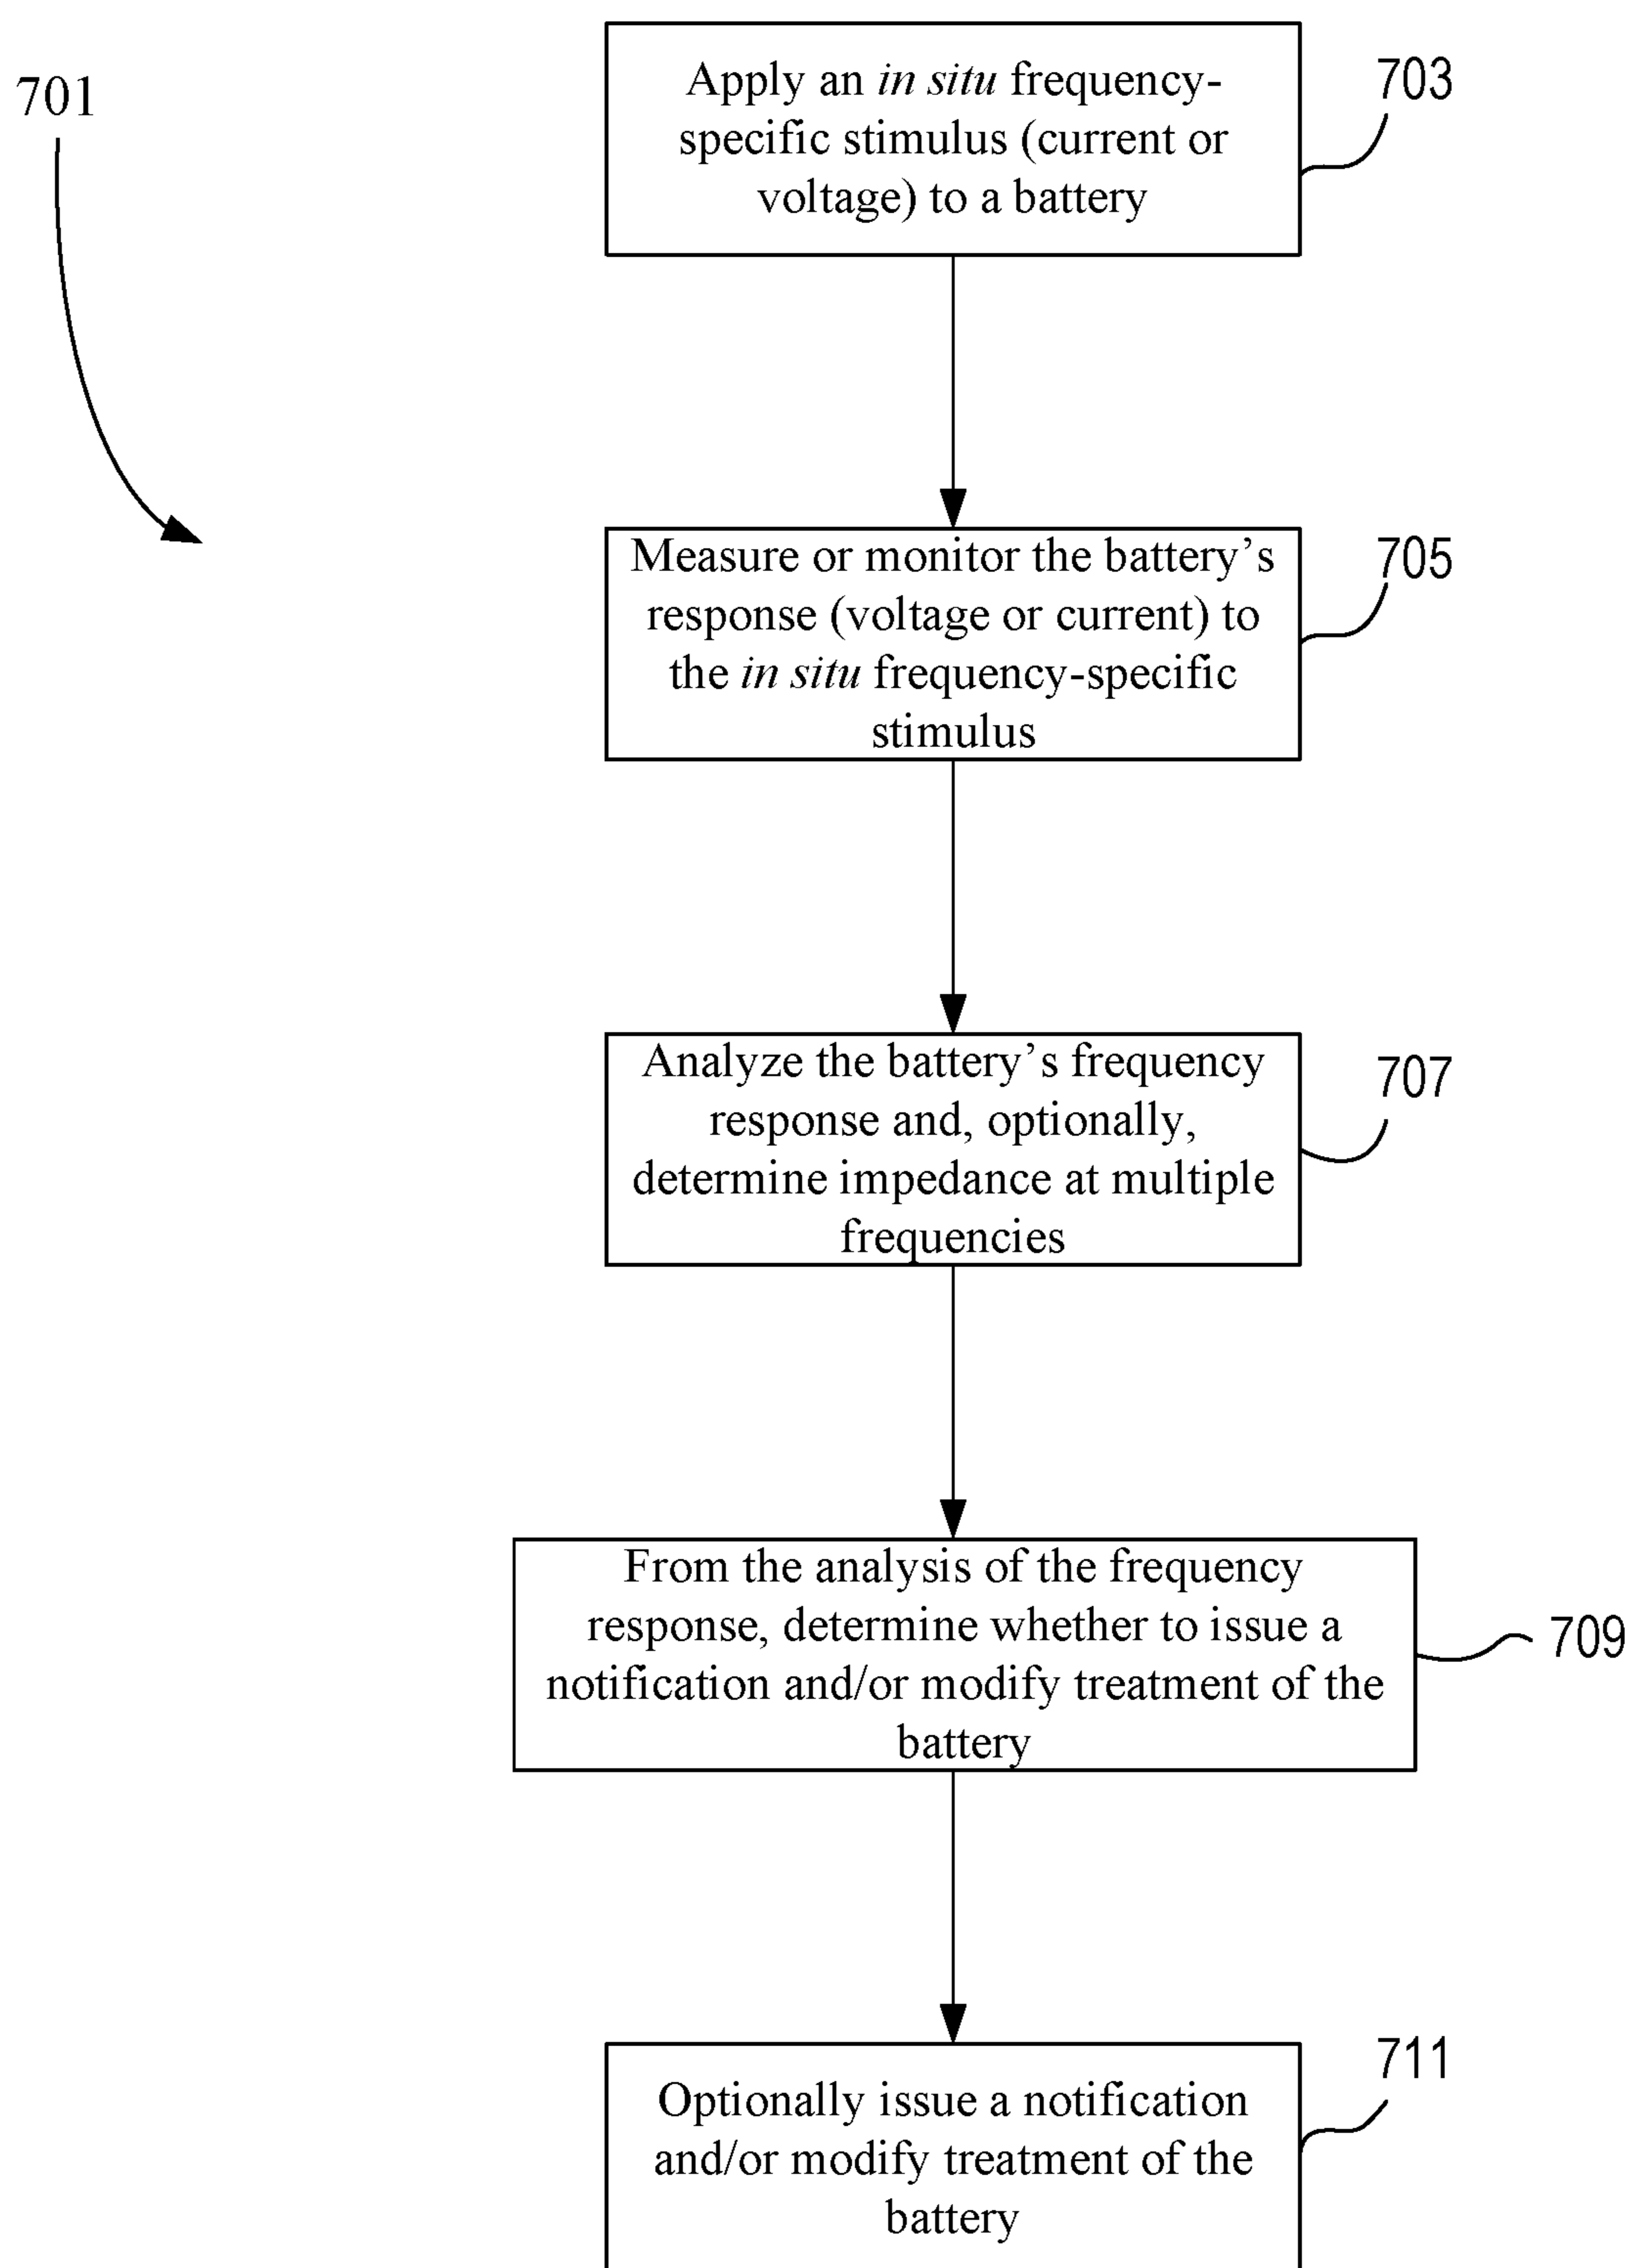 701
Apply an in situ frequency-
specific stimulus (current or
voltage) to a battery
703
Measure or monitor the battery’s
response (voltage or current) to
the in situ frequency-specific
stimulus
705
Analyze the battery’s frequency
response and, optionally,
determine impedance at multiple
frequencies
707
From the analysis of the frequency
response, determine whether to issue a
notification and/or modify treatment of the
battery
709
Optionally issue a notification
and/or modify treatment of the
battery
711